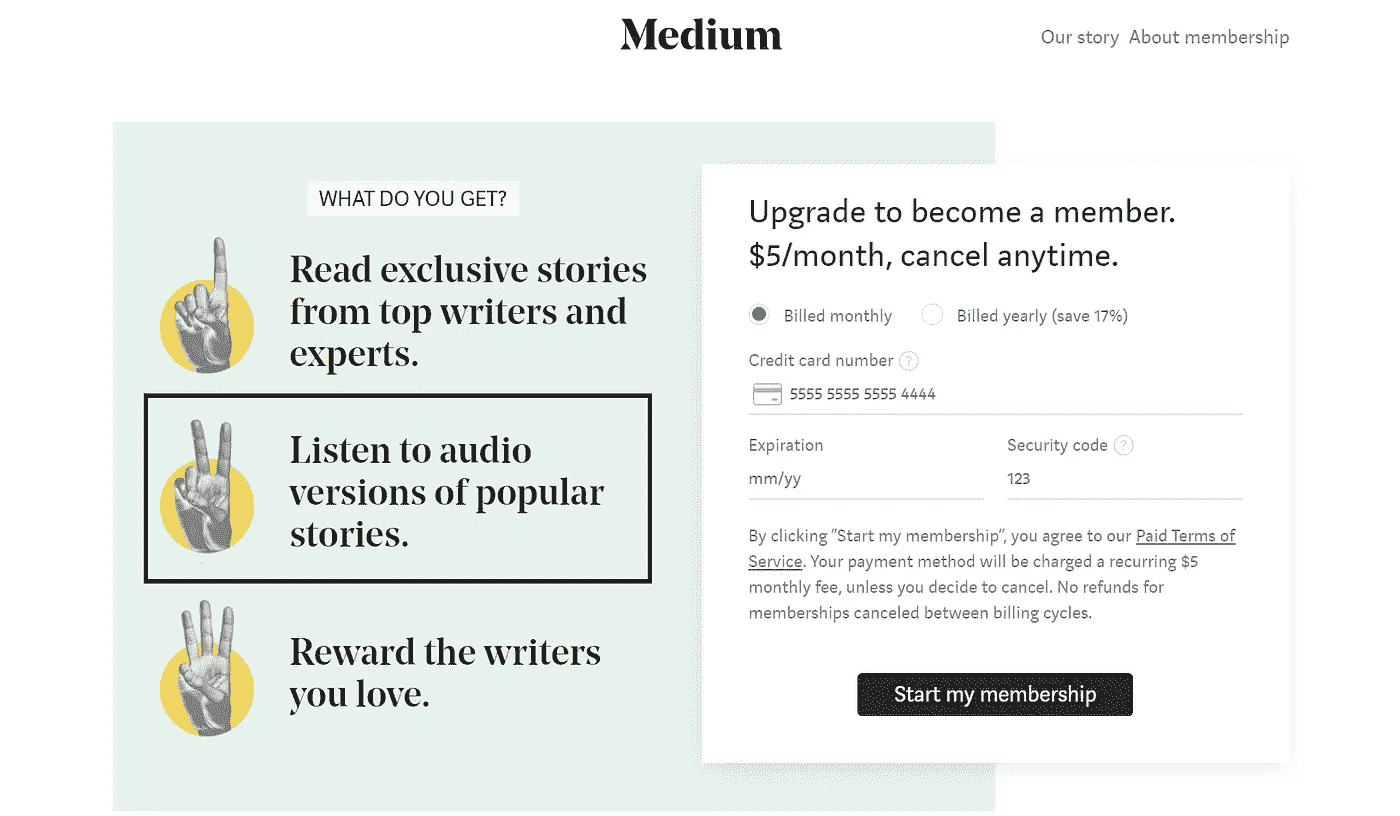 Medium
Our story About membership
WHAT DO YOU GET?
Read exclusive stories
from top writers and
experts.
Listen to audio
versions of popular
stories.
Reward the writers
you love.
Upgrade to become a member.
$5/month, cancel anytime.
Billed monthly Billed yearly (save 17%)
Credit card number ?
5555 5555 5555 4444
Expiration Security code ?
mm/yy 123
By clicking "Start my membership", you agree to our Paid Terms of
Service. Your payment method will be charged a recurring $5
monthly fee, unless you decide to cancel. No refunds for
memberships canceled between billing cycles.
Start my membership